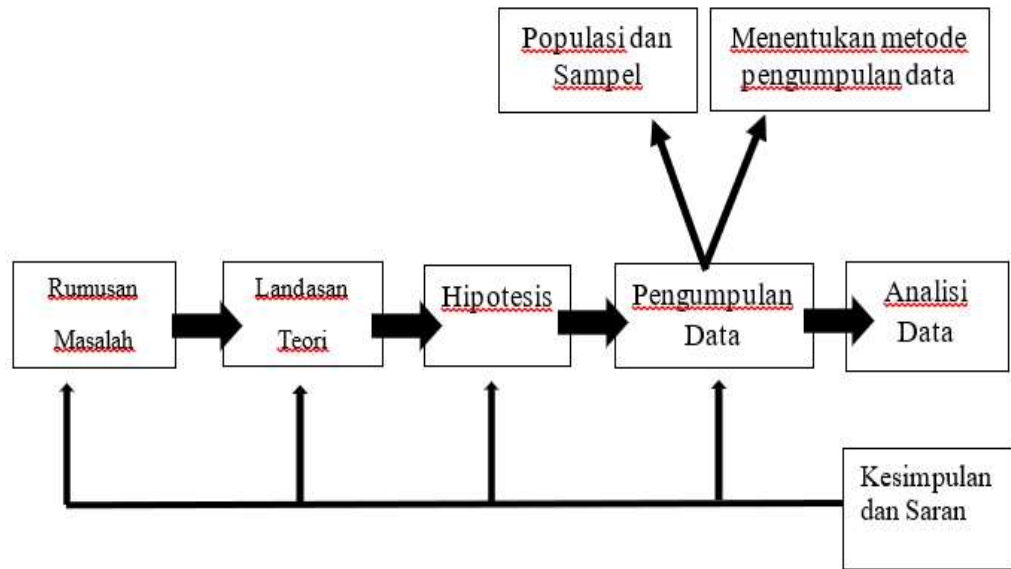 Populasi dan
Sampel
Menentukan metode
pengumpulan data
Rumusan
Masalah
Landasan
Teori
Hipotesis
Pengumpulan
Data
Analisi
Data
Kesimpulan
dan Saran